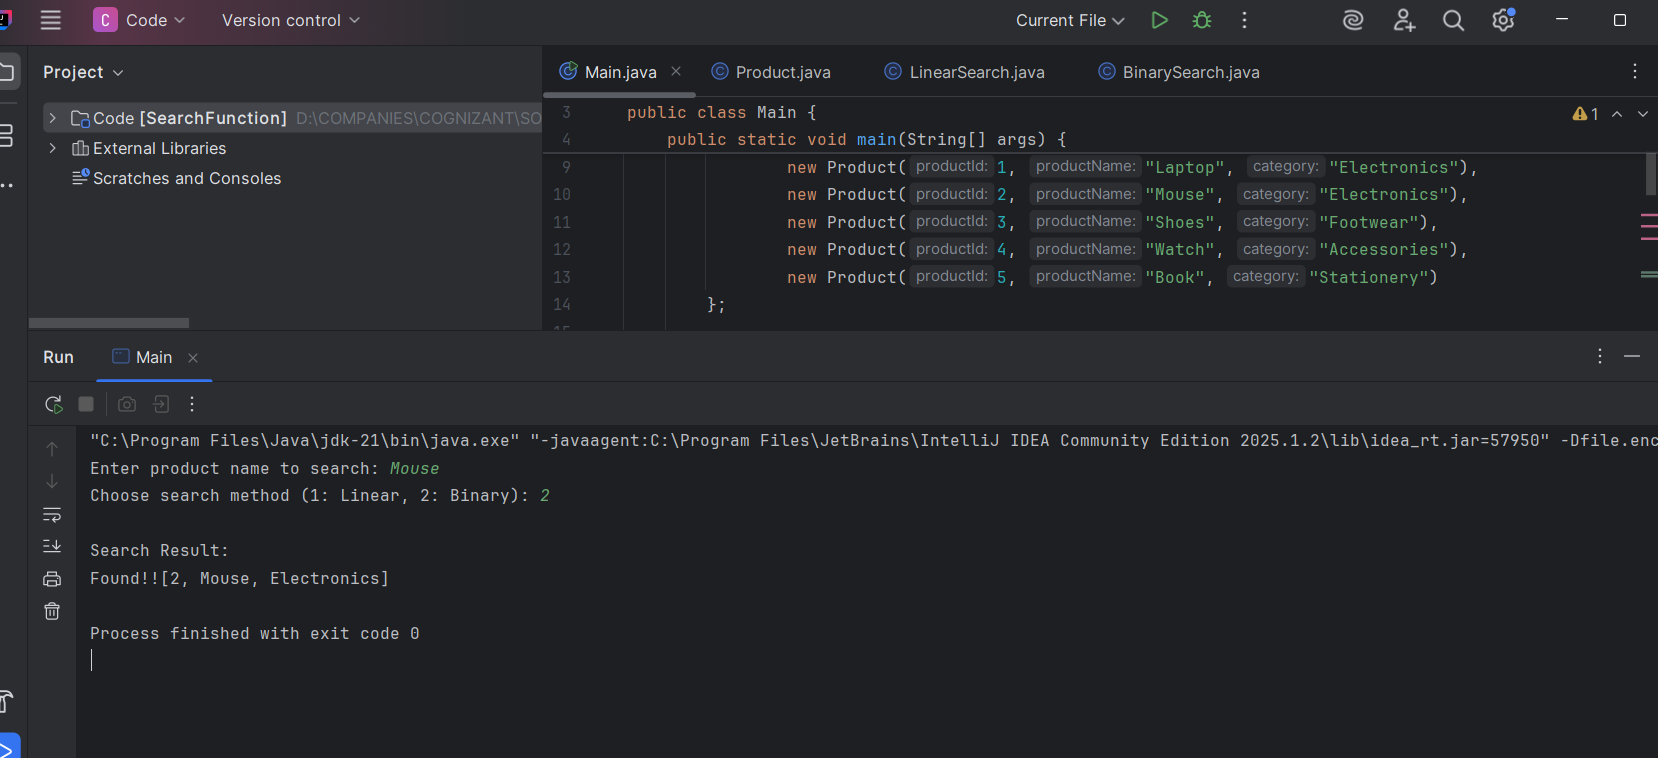 C Code Version control Current File
Project
Main.java Product.java LinearSearch.java BinarySearch.java
Code [SearchFunction] D:\COMPANIES\COGNIZANT\SO
External Libraries
Scratches and Consoles
3 public class Main {
1
4 public static void main(String[] args) {
9 new Product( productId: 1, productName: "Laptop", category: "Electronics"),
10 new Product( productId: 2, productName: "Mouse", category: "Electronics"),
11 new Product( productId: 3, productName: "Shoes", category: "Footwear"),
12 new Product( productId: 4, productName: "Watch", category: "Accessories"),
13 new Product( productId: 5, productName: "Book", category: "Stationery")
14 };
Run Main
"C:\Program Files\Java\jdk-21\bin\java.exe" "-javaagent:C:\Program Files\JetBrains\IntelliJ IDEA Community Edition 2025.1.2\lib\idea_rt.jar=57950" -Dfile.enc
Enter product name to search: Mouse
Choose search method (1: Linear, 2: Binary): 2
Search Result:
Found!![2, Mouse, Electronics]
Process finished with exit code 0